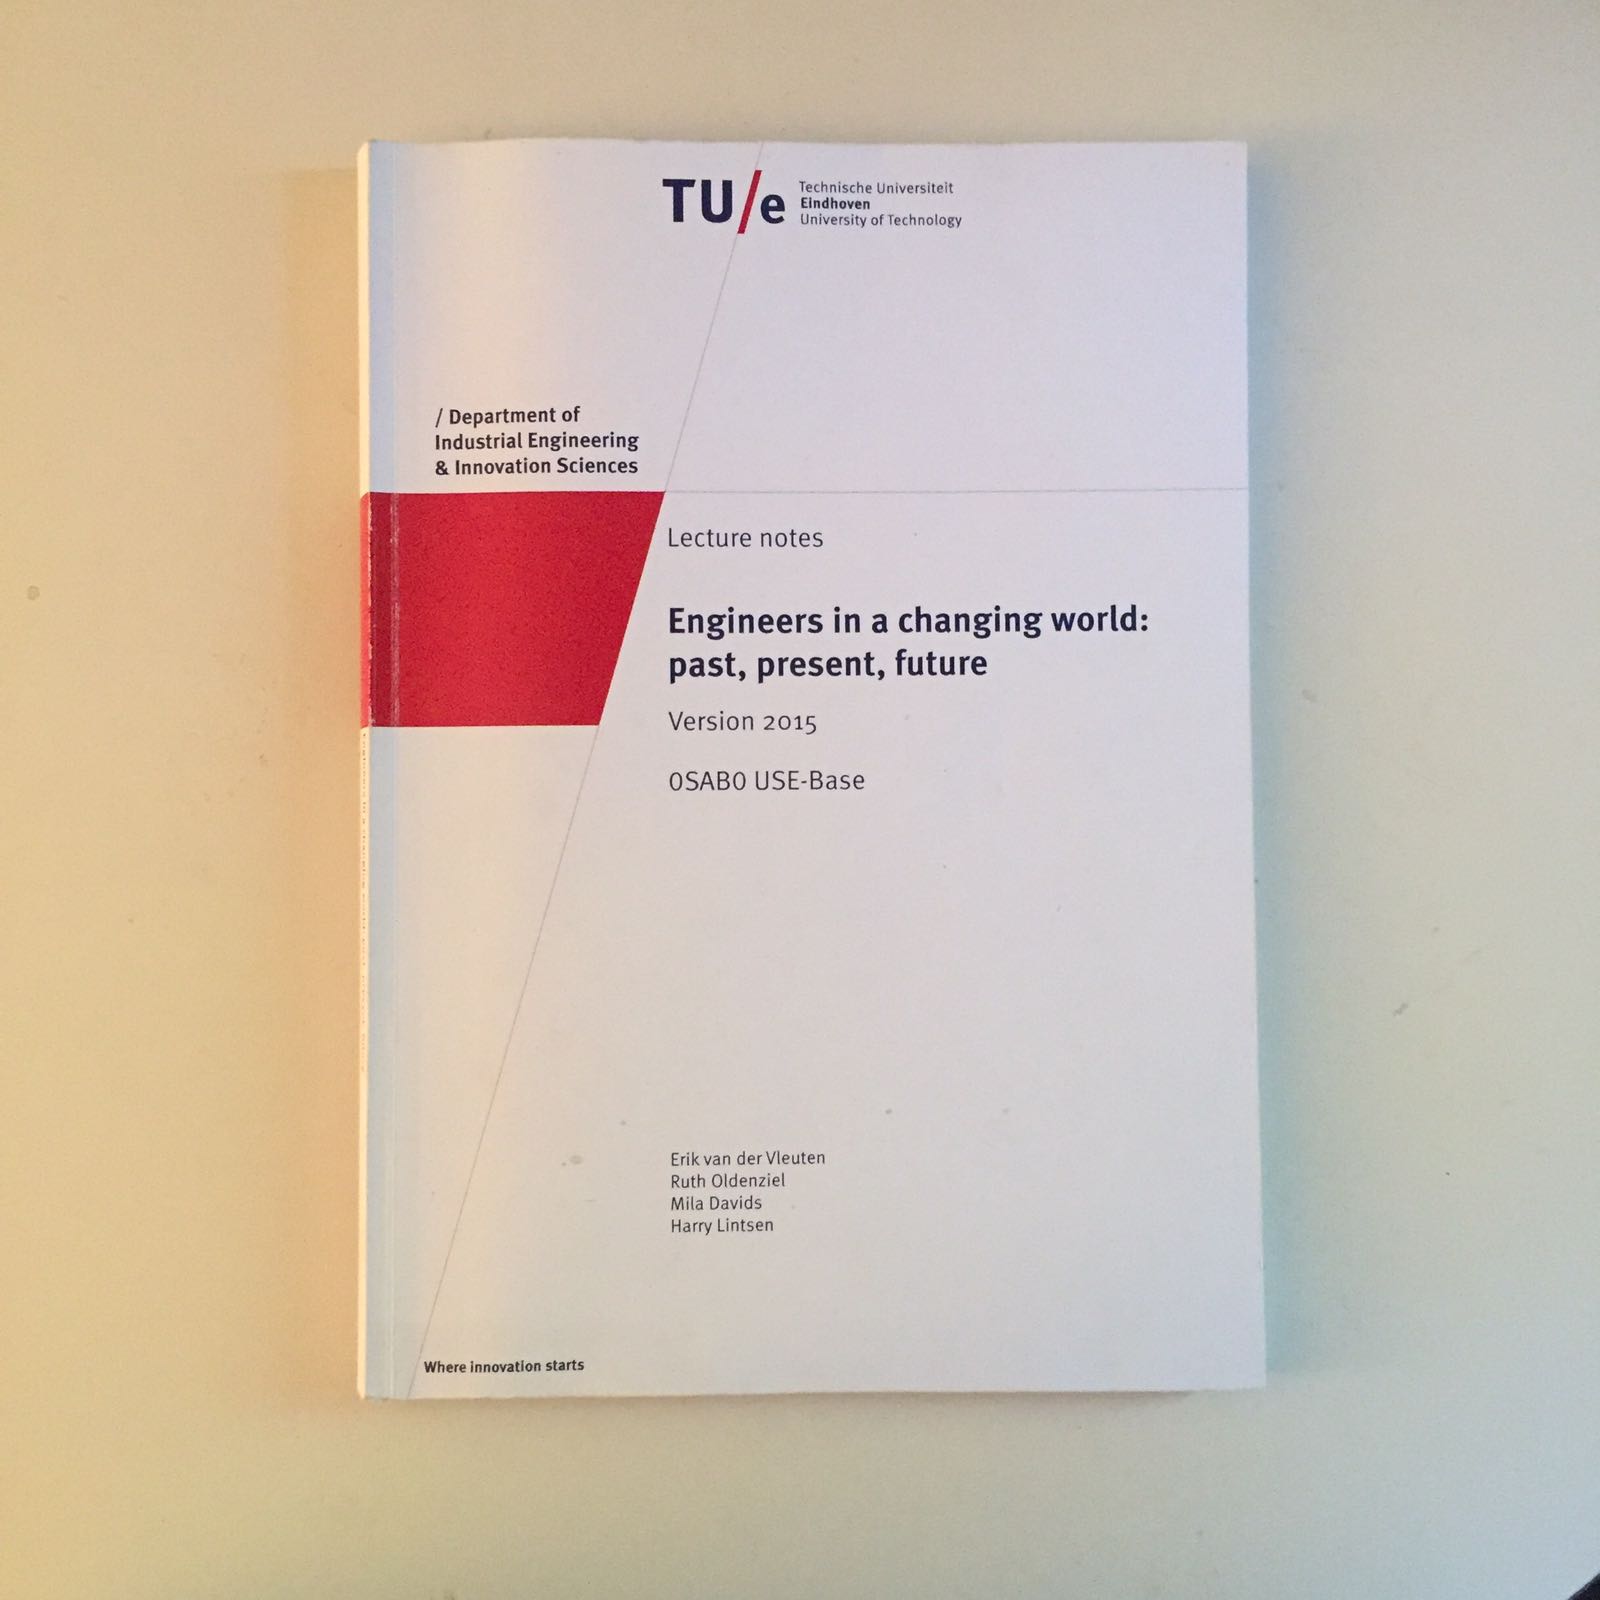 TU/e
Technische Universiteit
Eindhoven
University of Technology
/ Department of
Industrial Engineering
& Innovation Sciences
Lecture notes
Engineers in a changing world:
past, present, future
Version 2015
0SAB0 USE-Base
Erik van der Vleuten
Ruth Oldenziel
Mila Davids
Harry Lintsen
Where innovation starts